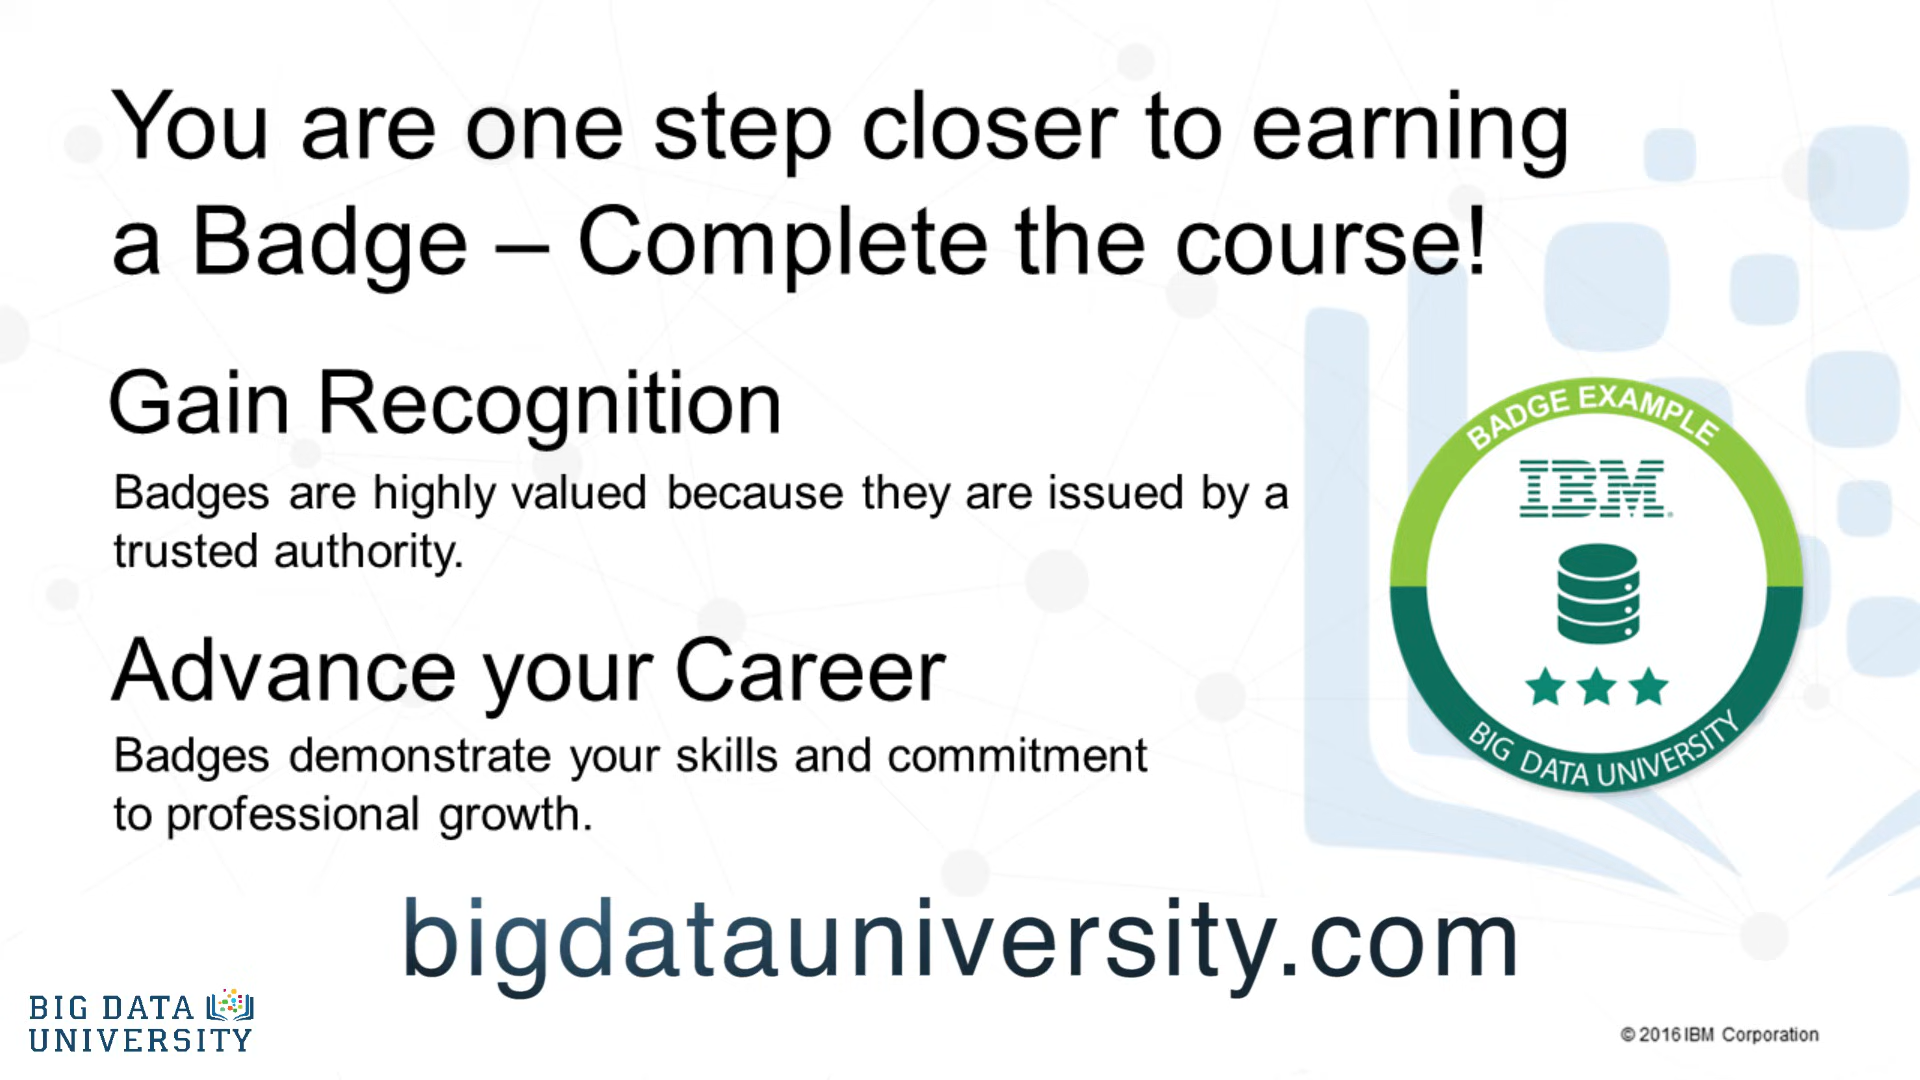 You are one step closer to earning
a Badge – Complete the course!
Gain Recognition
Badges are highly valued because they are issued by a
trusted authority.
Advance your Career
Badges demonstrate your skills and commitment
to professional growth.
BADGE EXAMPLE
IBM
BIG DATA UNIVERSITY
bigdatauniversity.com
BIG DATA
UNIVERSITY
© 2016 IBM Corporation